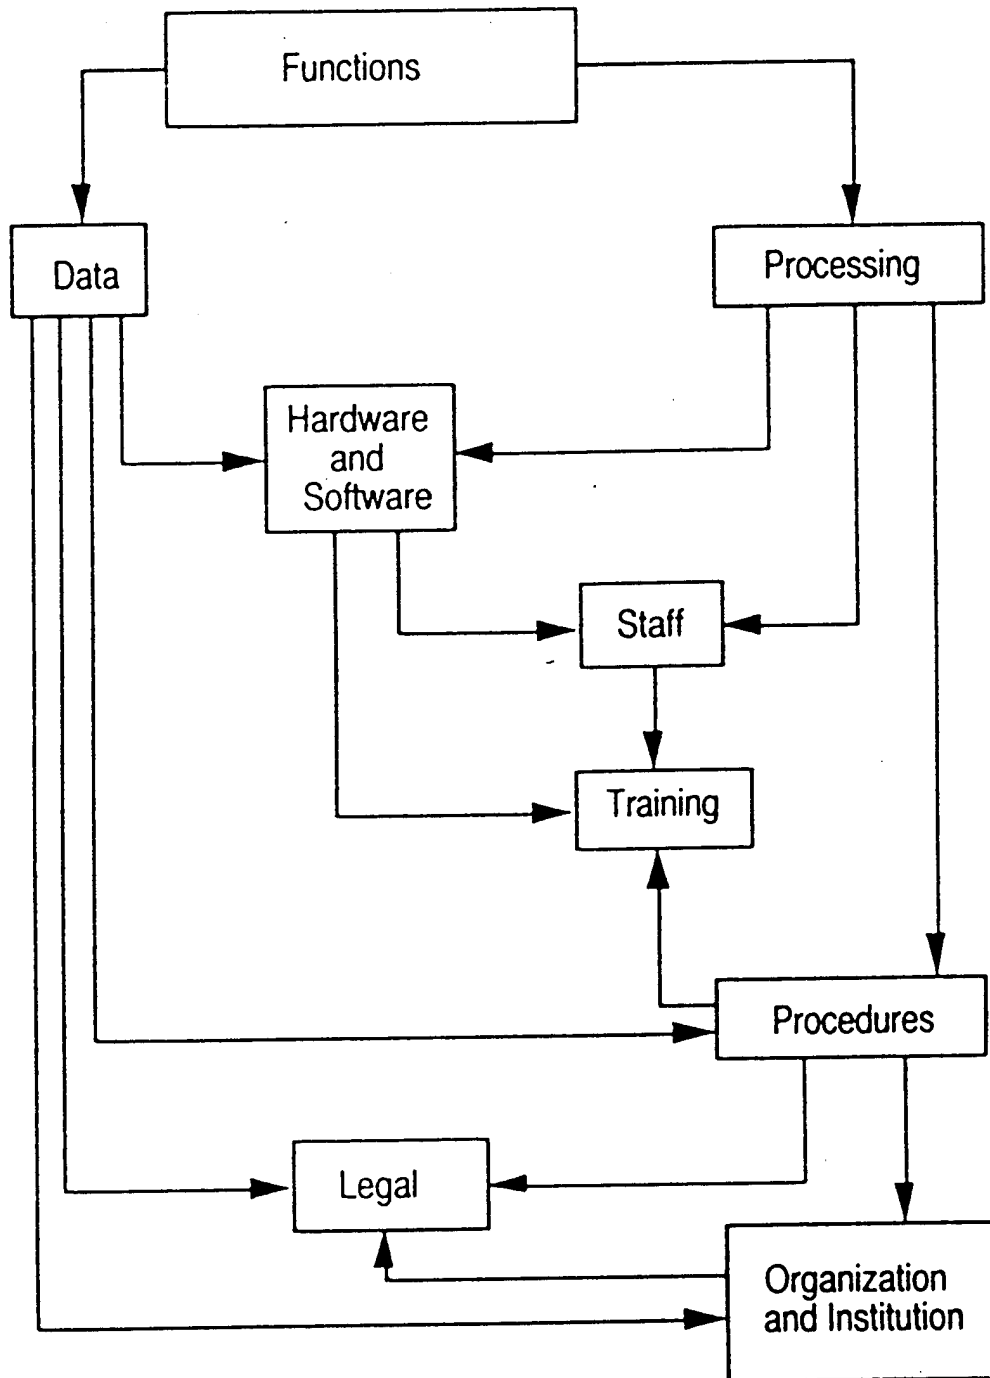 Functions
Data
Processing
Hardware
and
Software
Staff
Training
Procedures
Legal
Organization
and Institution